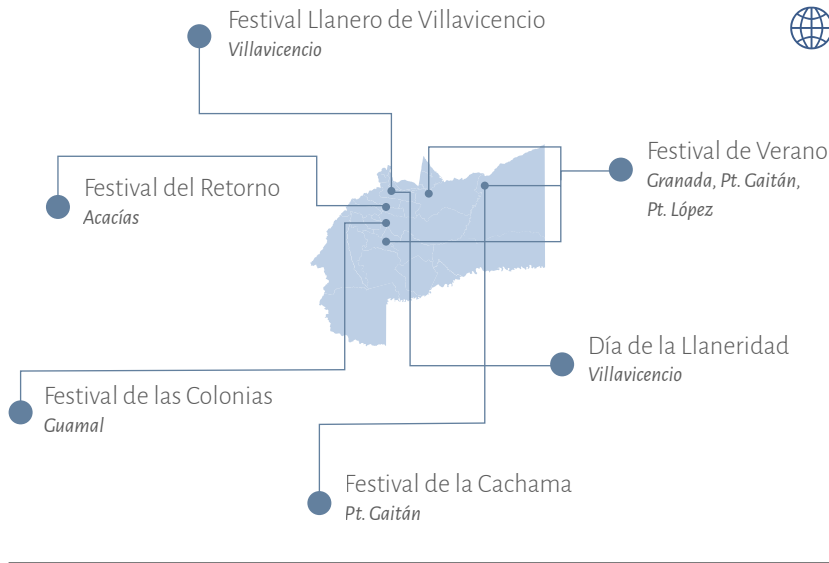 Festival Llanero de Villavicencio
Villavicencio
Festival de Verano
Granada, Pt. Gaitán,
Pt. López
Festival del Retorno
Acacías
Día de la Llaneridad
Villavicencio
Festival de las Colonias
Guamal
Festival de la Cachama
Pt. Gaitán